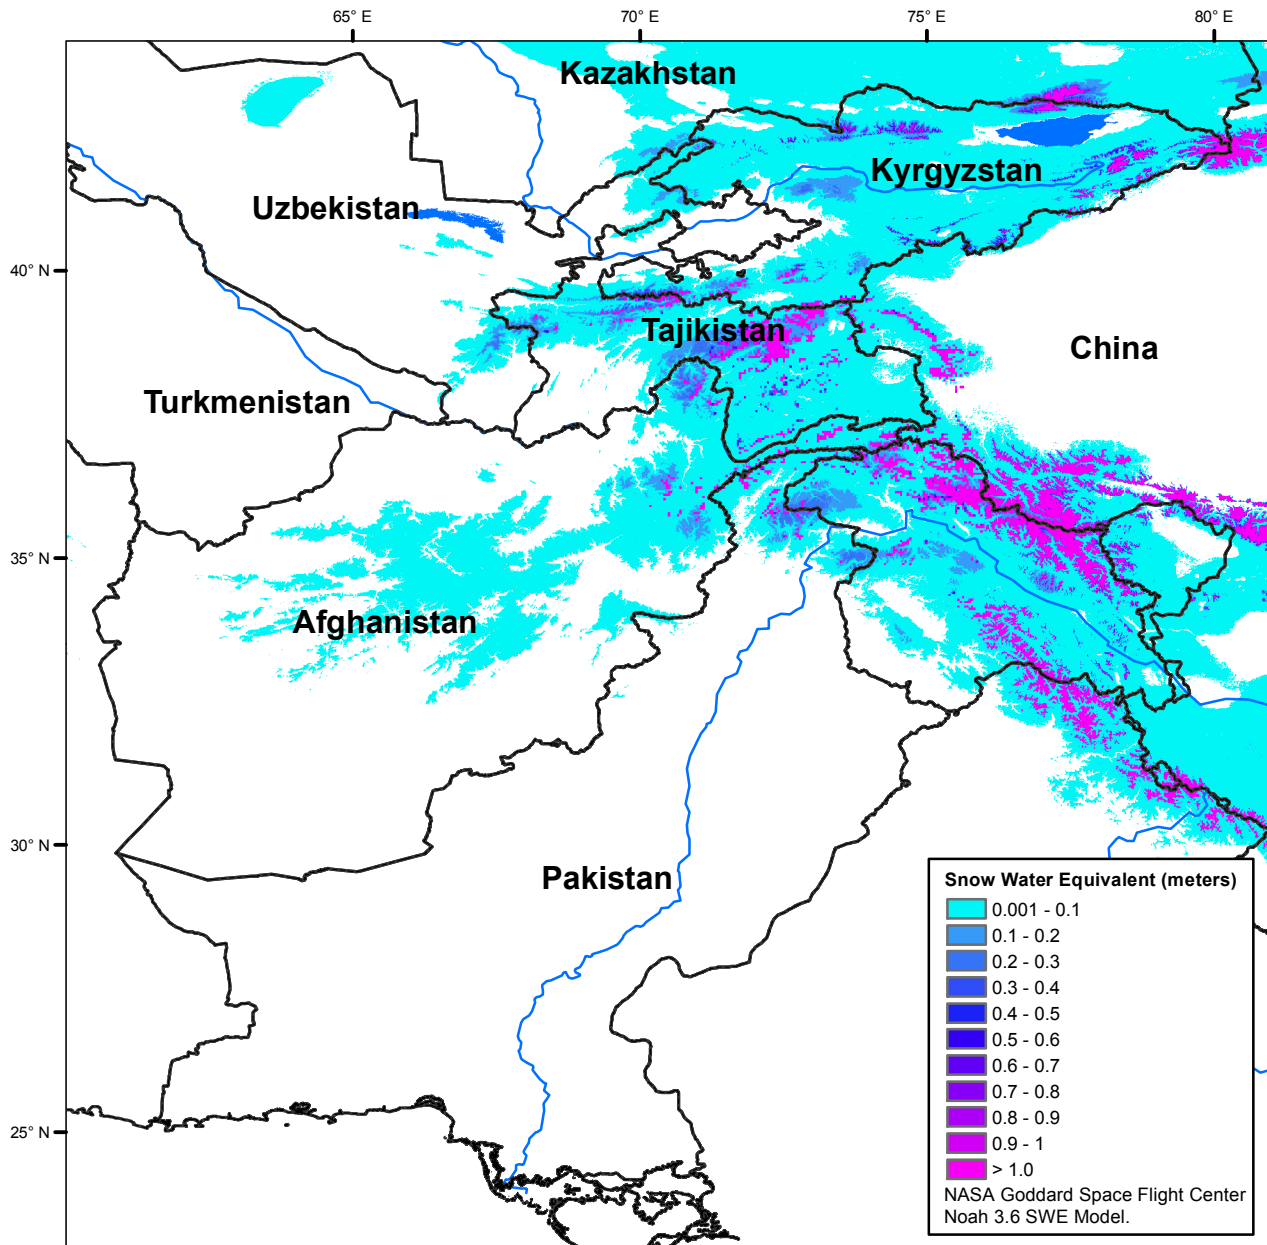 65° E
70° E
75° E
80° E
Kazakhstan
Kyrgyzstan
Uzbekistan
40° N
Tajikistan
China
Turkmenistan
35° N
Afghanistan
30° N
Pakistan
25° N
Snow Water Equivalent (meters)
0.001 - 0.1
0.1 - 0.2
0.2 - 0.3
0.3 - 0.4
0.4 - 0.5
0.5 - 0.6
0.6 - 0.7
0.7 - 0.8
0.8 - 0.9
0.9 - 1
> 1.0
NASA Goddard Space Flight Center
Noah 3.6 SWE Model.